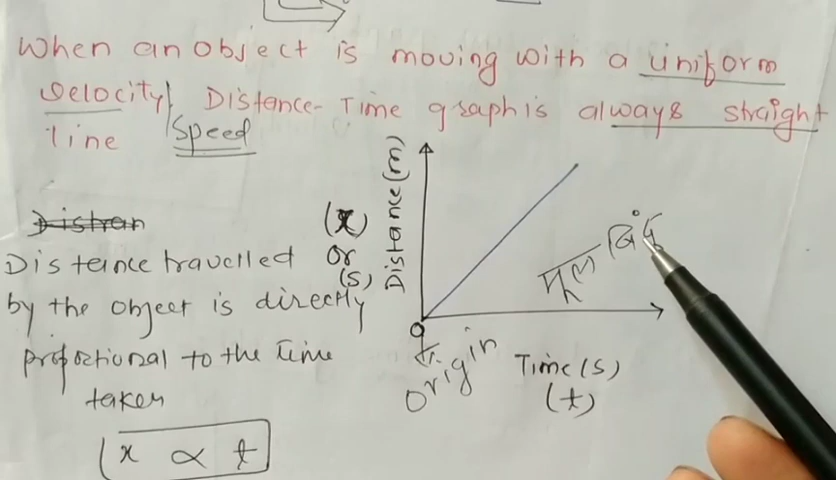 When an object is moving with a uniform
velocity/ Distance-Time graph is always straight
line Speed
Distance (m)
(x)
or
(s)
Distran
Distance travelled
by the object is directly
proportional to the time
taken
x ∝ t
मूल बिंदु
O
Origin
Time (s)
(t)